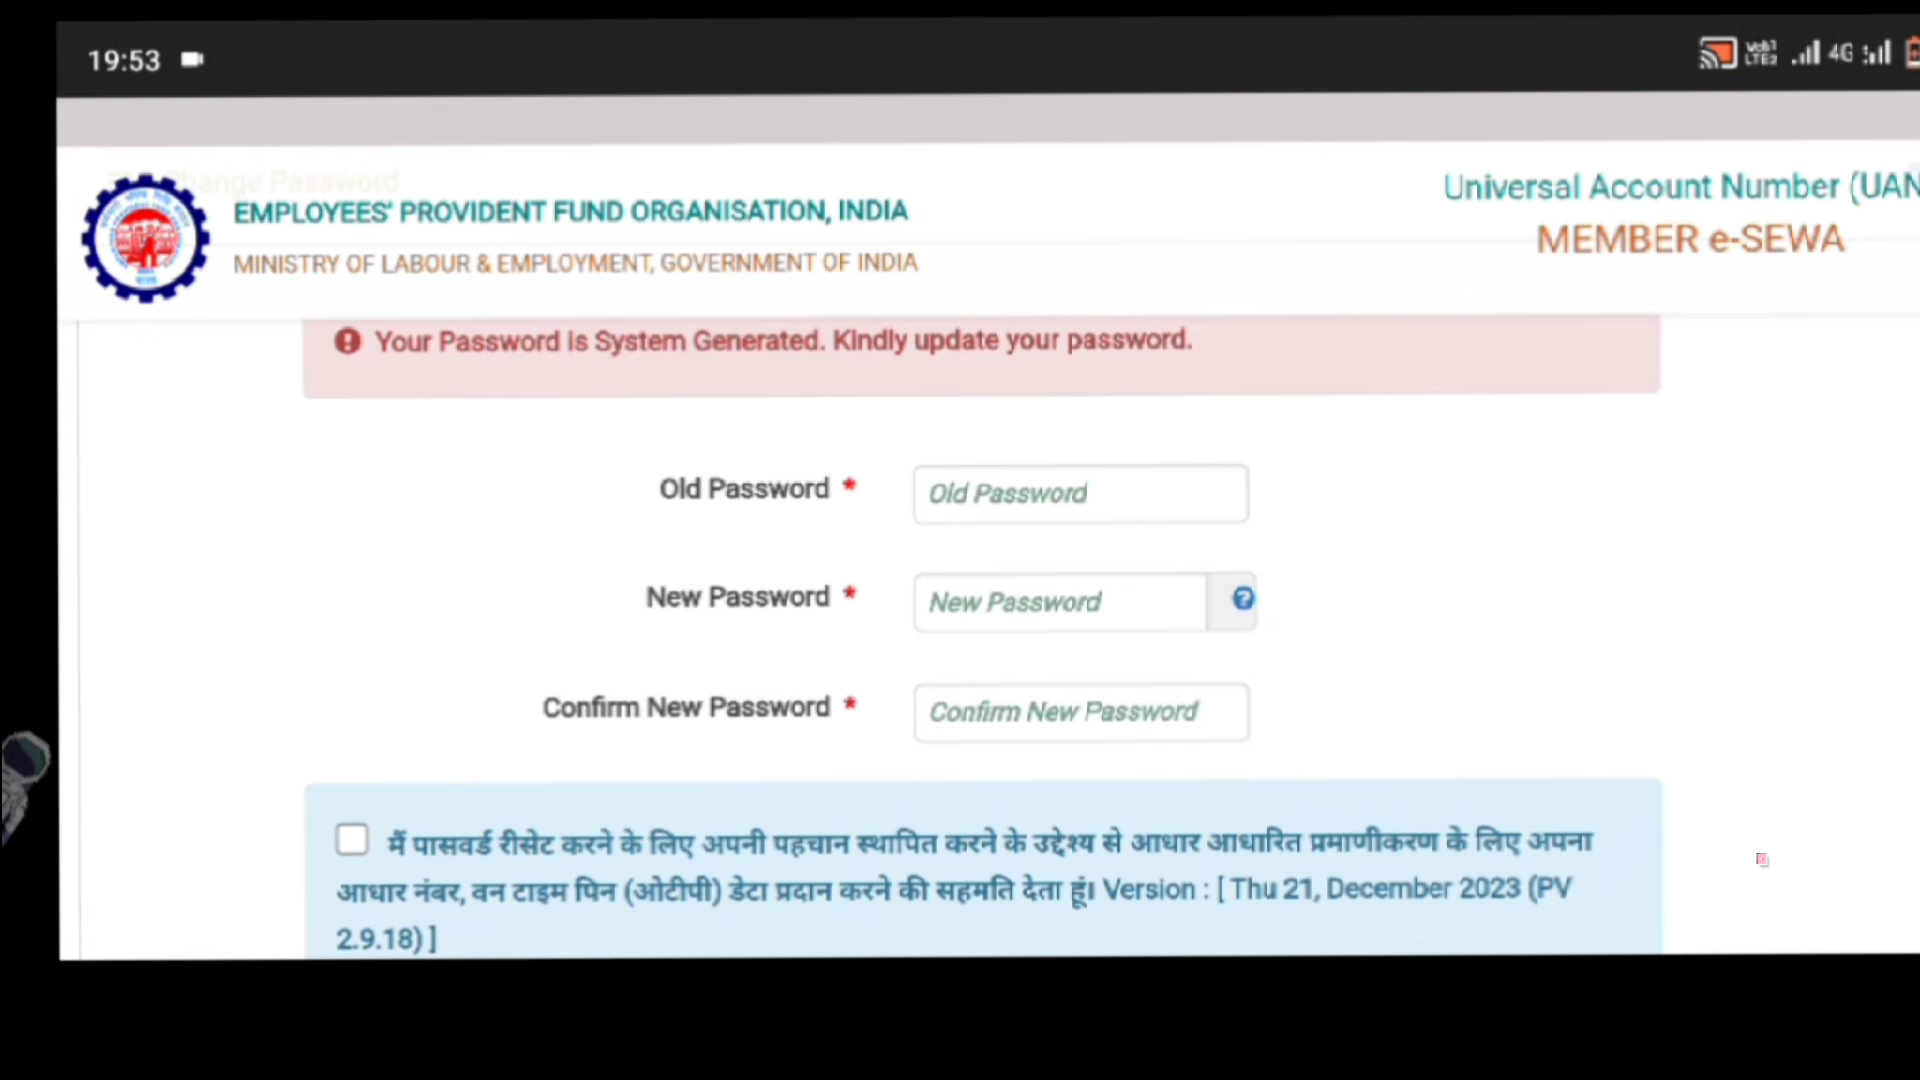 19:53
4G
Change Password
EMPLOYEES' PROVIDENT FUND ORGANISATION, INDIA
MINISTRY OF LABOUR & EMPLOYMENT, GOVERNMENT OF INDIA
Universal Account Number (UAN
MEMBER e-SEWA
Your Password is System Generated. Kindly update your password.
Old Password *
Old Password
New Password *
New Password
Confirm New Password *
Confirm New Password
मैं पासवर्ड रीसेट करने के लिए अपनी पहचान स्थापित करने के उद्देश्य से आधार आधारित प्रमाणीकरण के लिए अपना
आधार नंबर, वन टाइम पिन (ओटीपी) डेटा प्रदान करने की सहमति देता हूं। Version : [ Thu 21, December 2023 (PV
2.9.18) ]